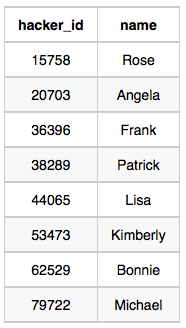 hacker_id name
15758 Rose
20703 Angela
36396 Frank
38289 Patrick
44065 Lisa
53473 Kimberly
62529 Bonnie
79722 Michael